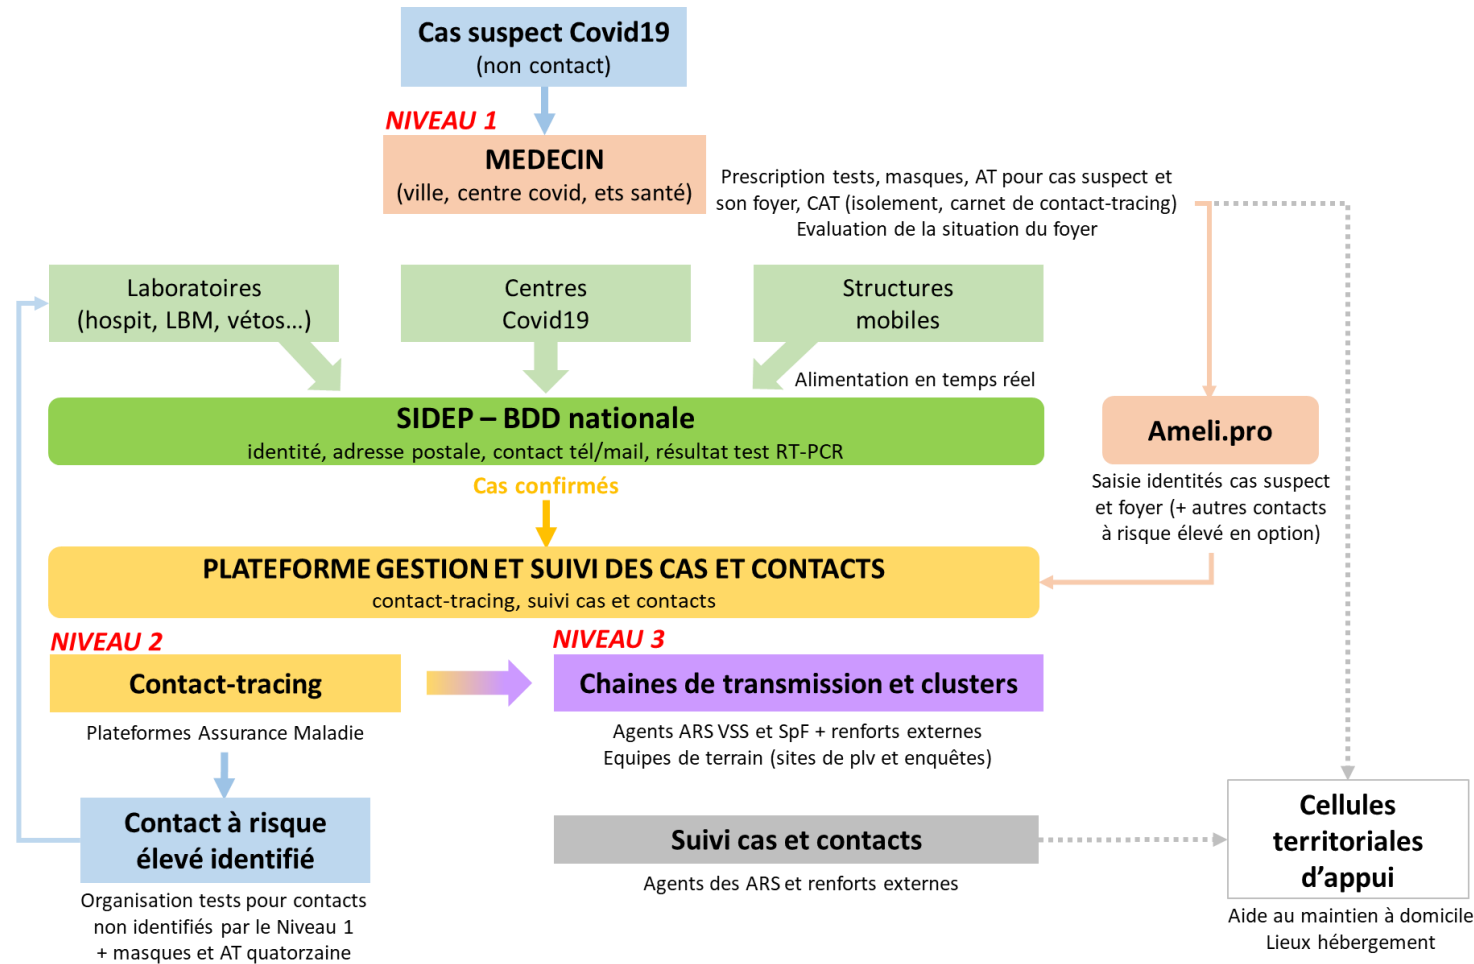 Cas suspect Covid19
(non contact)
NIVEAU 1
MEDECIN
(ville, centre covid, ets santé)
Prescription tests, masques, AT pour cas suspect et
son foyer, CAT (isolement, carnet de contact-tracing)
Evaluation de la situation du foyer
Laboratoires
(hospit, LBM, vétos...)
Centres
Covid19
Structures
mobiles
Alimentation en temps réel
SIDEP – BDD nationale
identité, adresse postale, contact tél/mail, résultat test RT-PCR
Ameli.pro
Saisie identités cas suspect
et foyer (+ autres contacts
à risque élevé en option)
Cas confirmés
PLATEFORME GESTION ET SUIVI DES CAS ET CONTACTS
contact-tracing, suivi cas et contacts
NIVEAU 2
Contact-tracing
Plateformes Assurance Maladie
NIVEAU 3
Chaines de transmission et clusters
Agents ARS VSS et SpF + renforts externes
Equipes de terrain (sites de plv et enquêtes)
Contact à risque
élevé identifié
Organisation tests pour contacts
non identifiés par le Niveau 1
+ masques et AT quatorzaine
Suivi cas et contacts
Agents des ARS et renforts externes
Cellules
territoriales
d'appui
Aide au maintien à domicile
Lieux hébergement